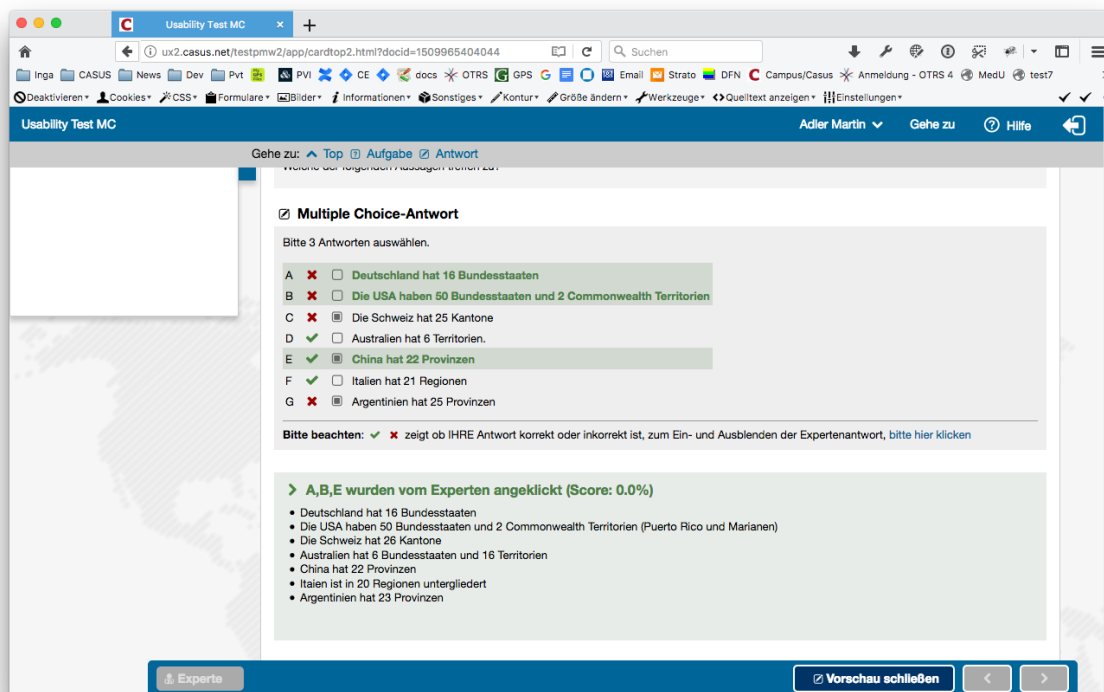 Usability Test MC
ux2.casus.net/testpmw2/app/cardtop2.html?docid=1509965404044
Suchen
Inga CASUS News Dev Pvt PVI CE docs OTRS GPS Email Strato DFN Campus/Casus Anmeldung - OTRS 4 MedU test7
Deaktivieren Cookies CSS Formulare Bilder Informationen Sonstiges Kontur Größe ändern Werkzeuge Quelltext anzeigen Einstellungen
Usability Test MC Adler Martin Gehe zu Hilfe
Gehe zu: Top Aufgabe Antwort
Welche der folgenden Aussagen treffen zu?
Multiple Choice-Antwort
Bitte 3 Antworten auswählen.
A Deutschland hat 16 Bundesstaaten
B Die USA haben 50 Bundesstaaten und 2 Commonwealth Territorien
C Die Schweiz hat 25 Kantone
D Australien hat 6 Territorien.
E China hat 22 Provinzen
F Italien hat 21 Regionen
G Argentinien hat 25 Provinzen
Bitte beachten: ✔ ✖ zeigt ob IHRE Antwort korrekt oder inkorrekt ist, zum Ein- und Ausblenden der Expertenantwort, bitte hier klicken
A,B,E wurden vom Experten angeklickt (Score: 0.0%)
• Deutschland hat 16 Bundesstaaten
• Die USA haben 50 Bundesstaaten und 2 Commonwealth Territorien (Puerto Rico und Marianen)
• Die Schweiz hat 26 Kantone
• Australien hat 6 Bundesstaaten und 16 Territorien
• China hat 22 Provinzen
• Itaien ist in 20 Regionen untergliedert
• Argentinien hat 23 Provinzen
Experte Vorschau schließen